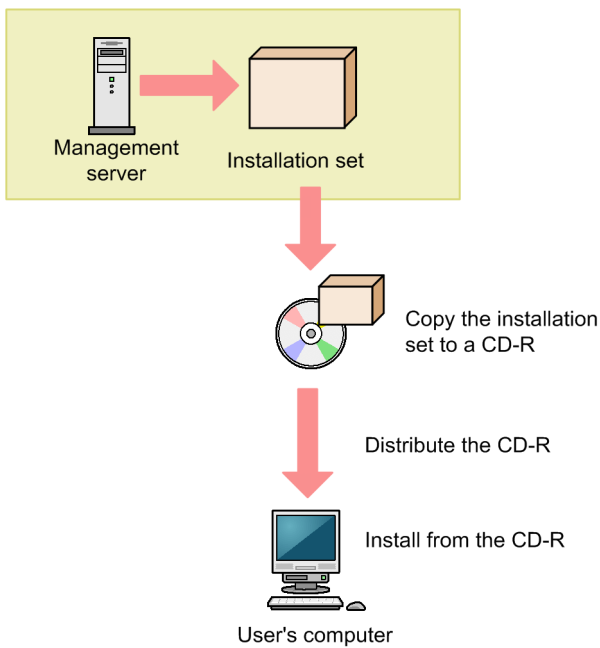 Management
server
Installation set
Copy the installation
set to a CD-R
Distribute the CD-R
Install from the CD-R
User's computer